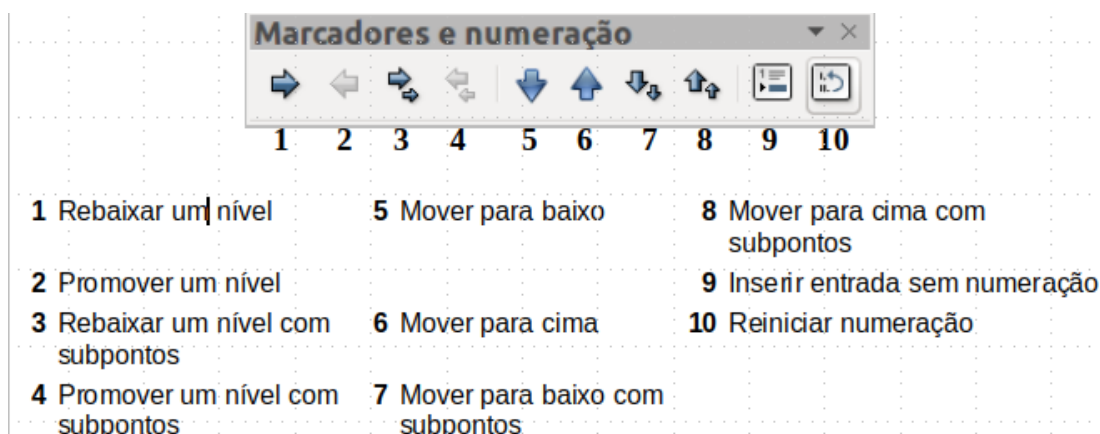 Marcadores e numeração
1 2 3 4 5 6 7 8 9 10
1 Rebaixar um nível
2 Promover um nível
3 Rebaixar um nível com
subpontos
4 Promover um nível com
subpontos
5 Mover para baixo
6 Mover para cima
7 Mover para baixo com
subpontos
8 Mover para cima com
subpontos
9 Inserir entrada sem numeração
10 Reiniciar numeração